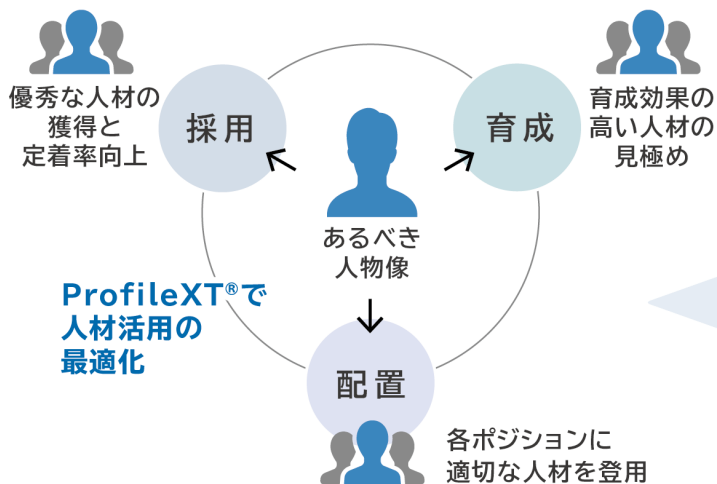 優秀な人材の
獲得と
定着率向上
採用
育成
育成効果の
高い人材の
見極め
あるべき
人物像
ProfileXT®で
人材活用の
最適化
配置
各ポジションに
適切な人材を登用